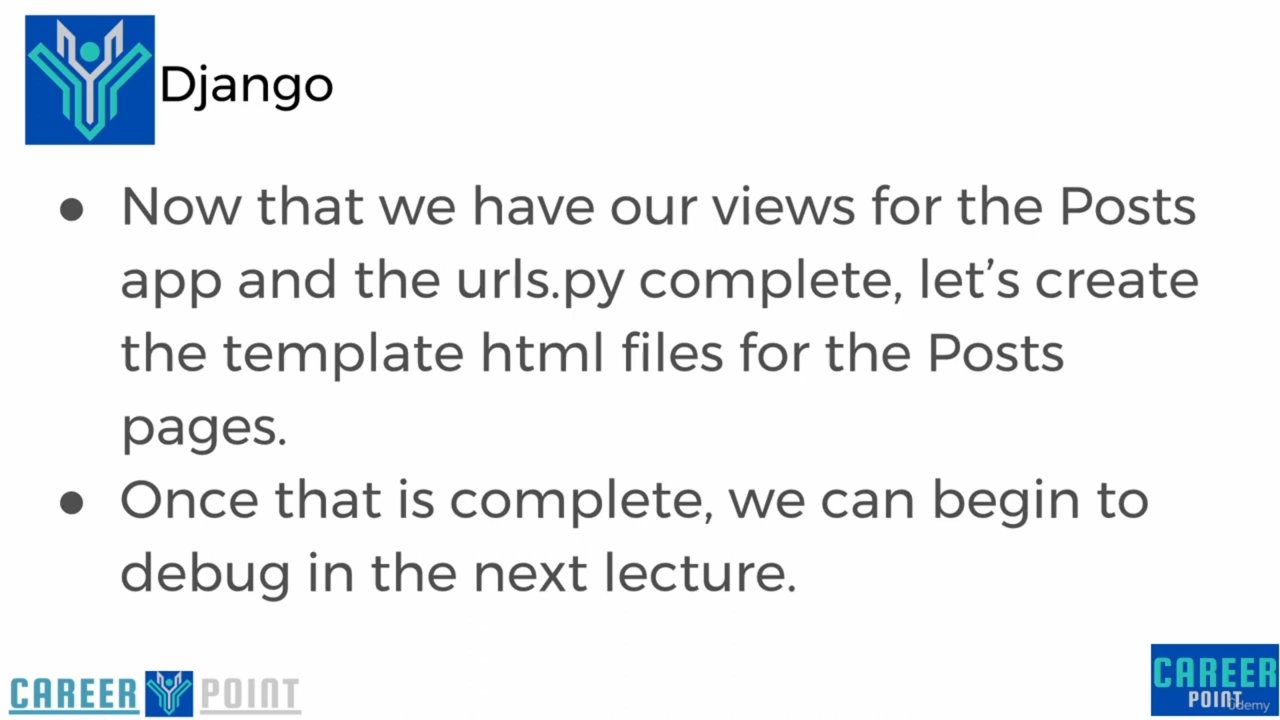 Django
● Now that we have our views for the Posts
app and the urls.py complete, let’s create
the template html files for the Posts
pages.
● Once that is complete, we can begin to
debug in the next lecture.
CAREER POINT
CAREER
POINT
ûdemy